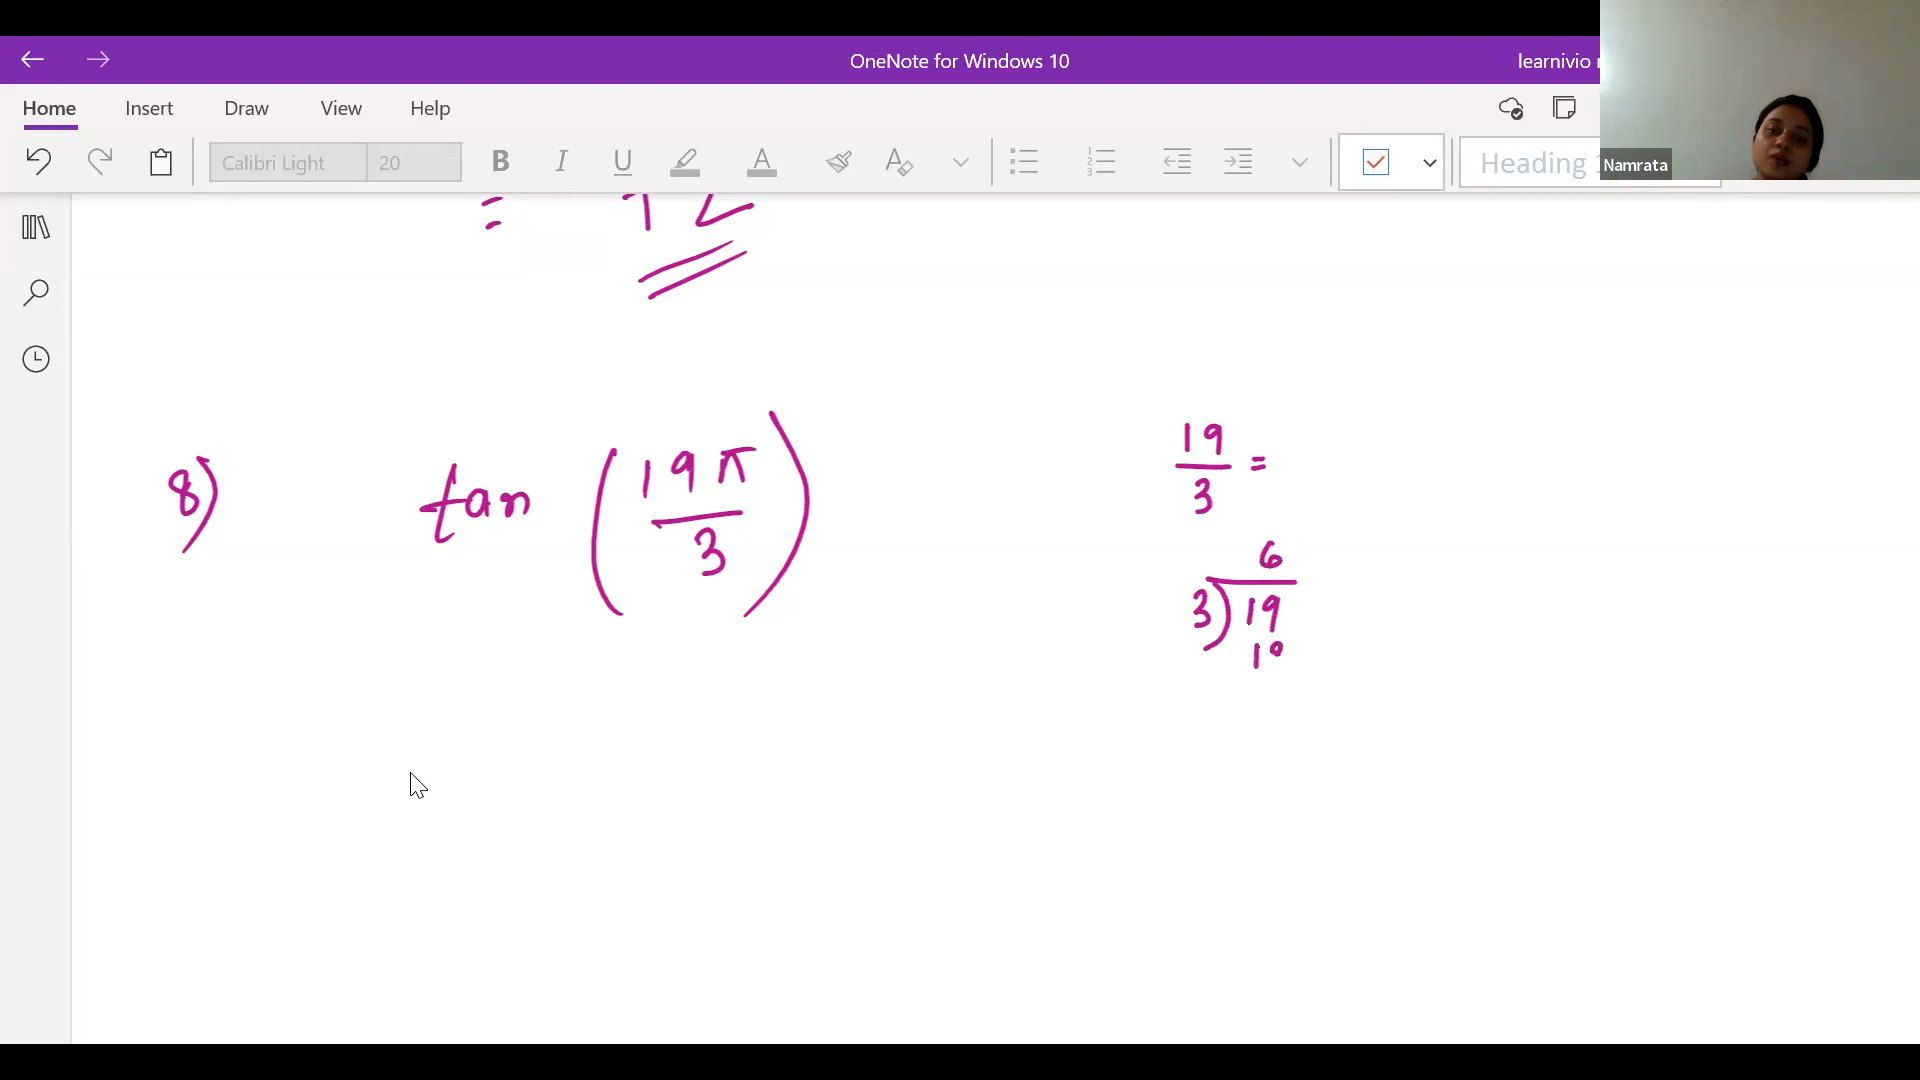 OneNote for Windows 10
learnivio
Home Insert Draw View Help
Calibri Light 20 B I U A A Heading
Namrata
=
8) tan (19π/3)
19/3 =
6
3)19
18